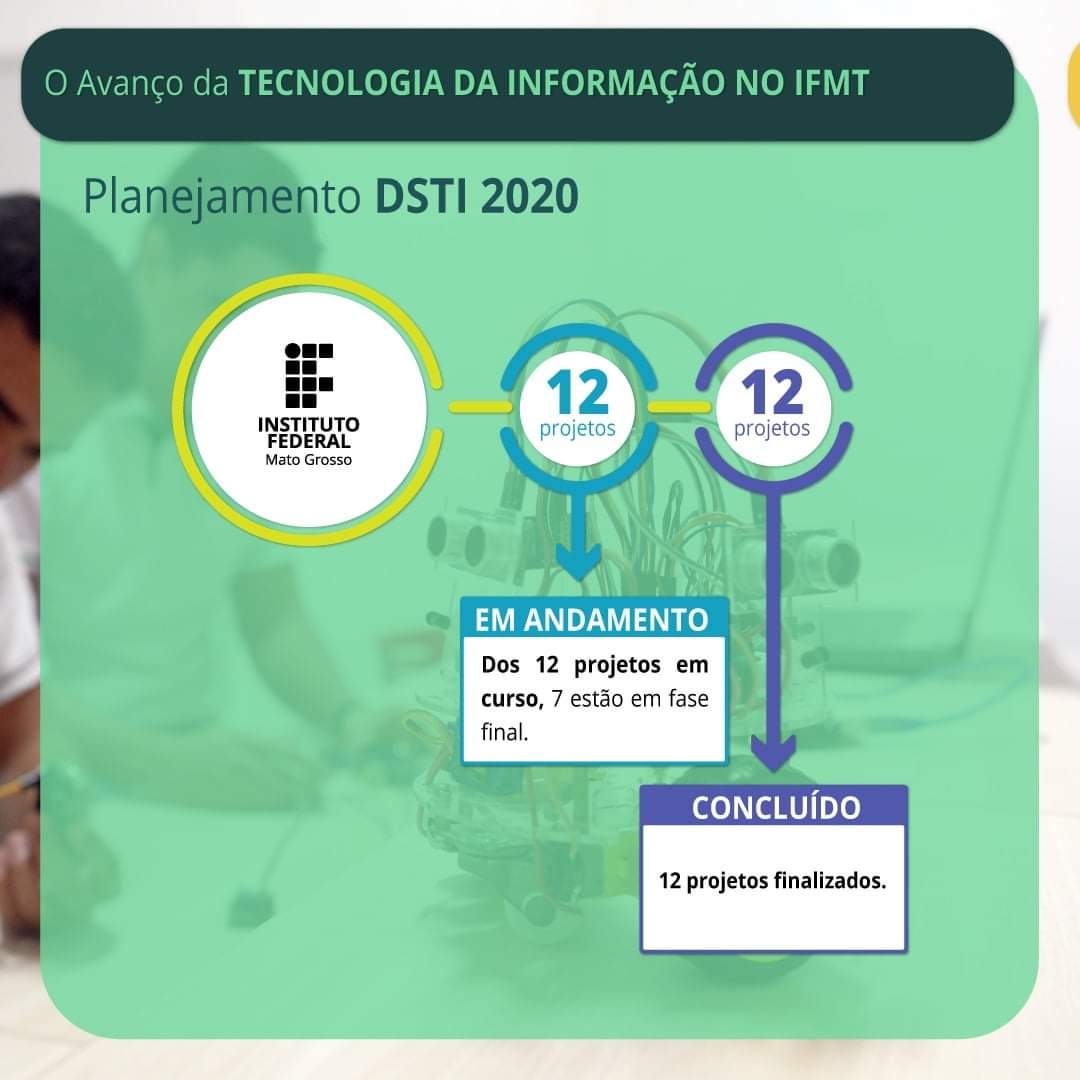 O Avanço da TECNOLOGIA DA INFORMAÇÃO NO IFMT
Planejamento DSTI 2020
INSTITUTO
FEDERAL
Mato Grosso
12
projetos
12
projetos
EM ANDAMENTO
Dos 12 projetos em
curso, 7 estão em fase
final.
CONCLUÍDO
12 projetos finalizados.